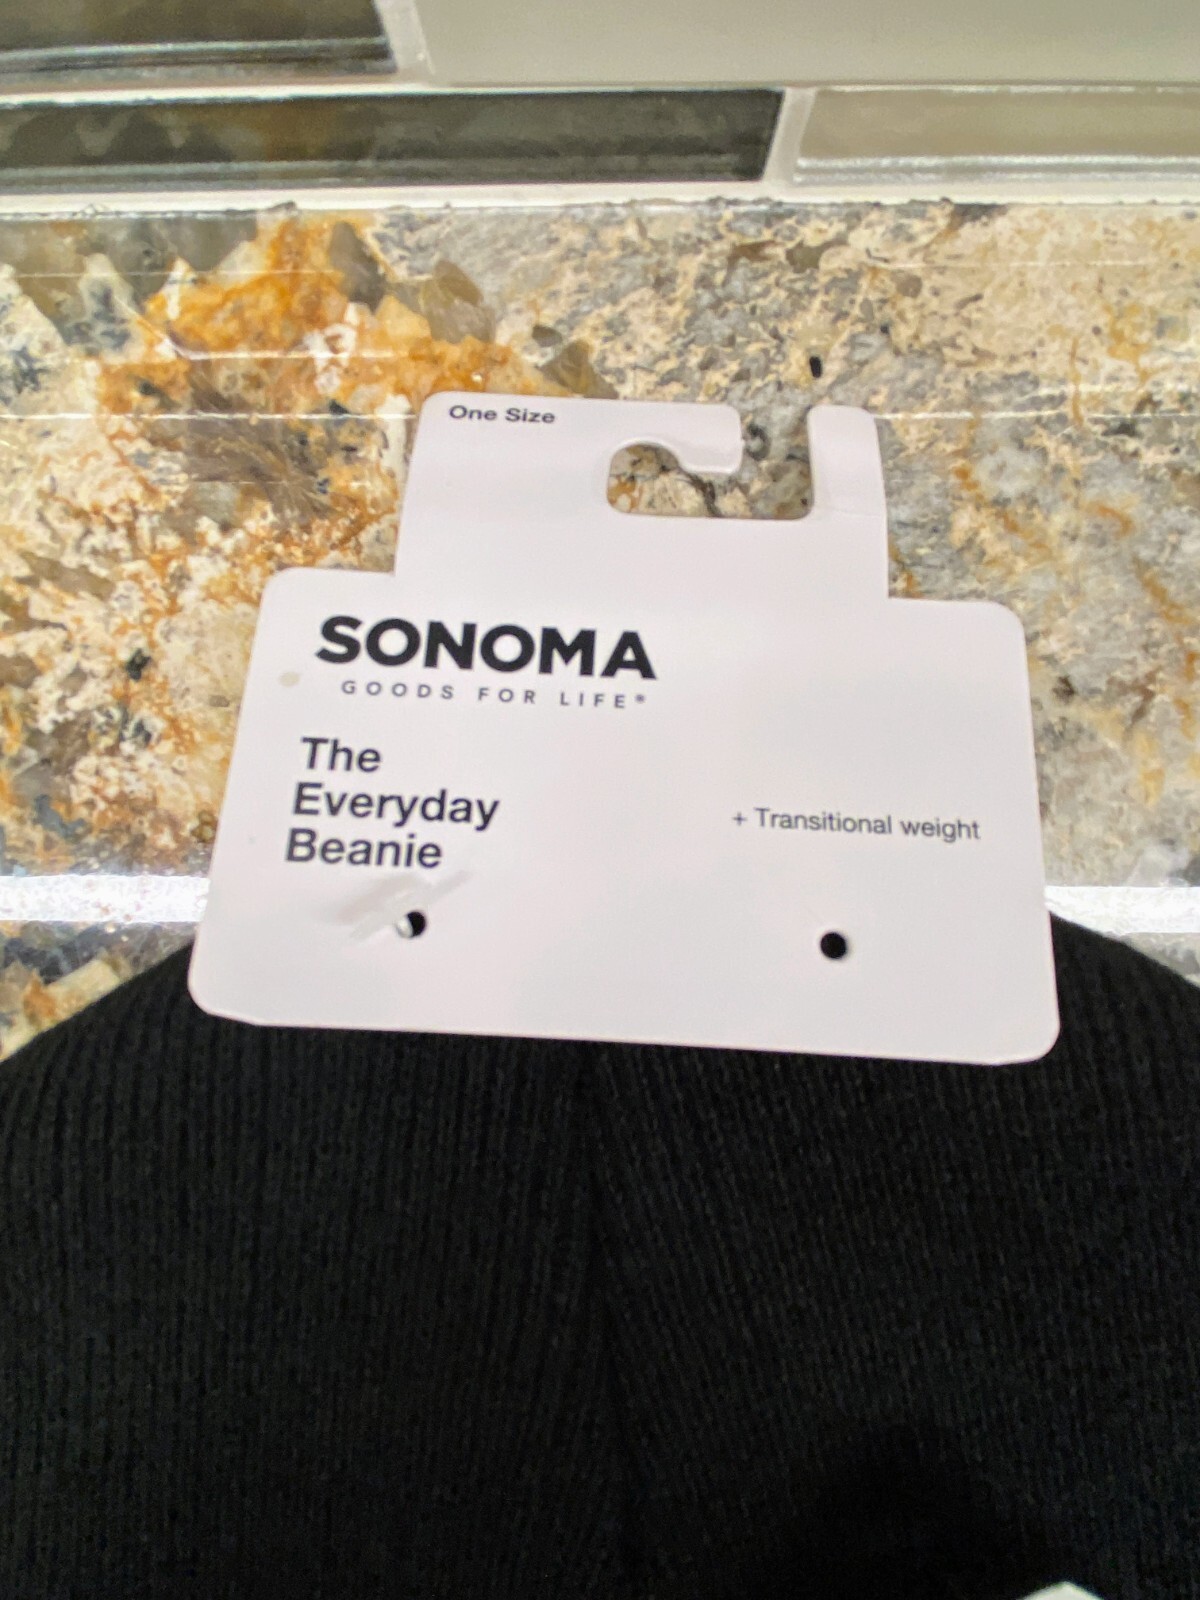 One Size
SONOMA
GOODS FOR LIFE®
The
Everyday
Beanie
+ Transitional weight